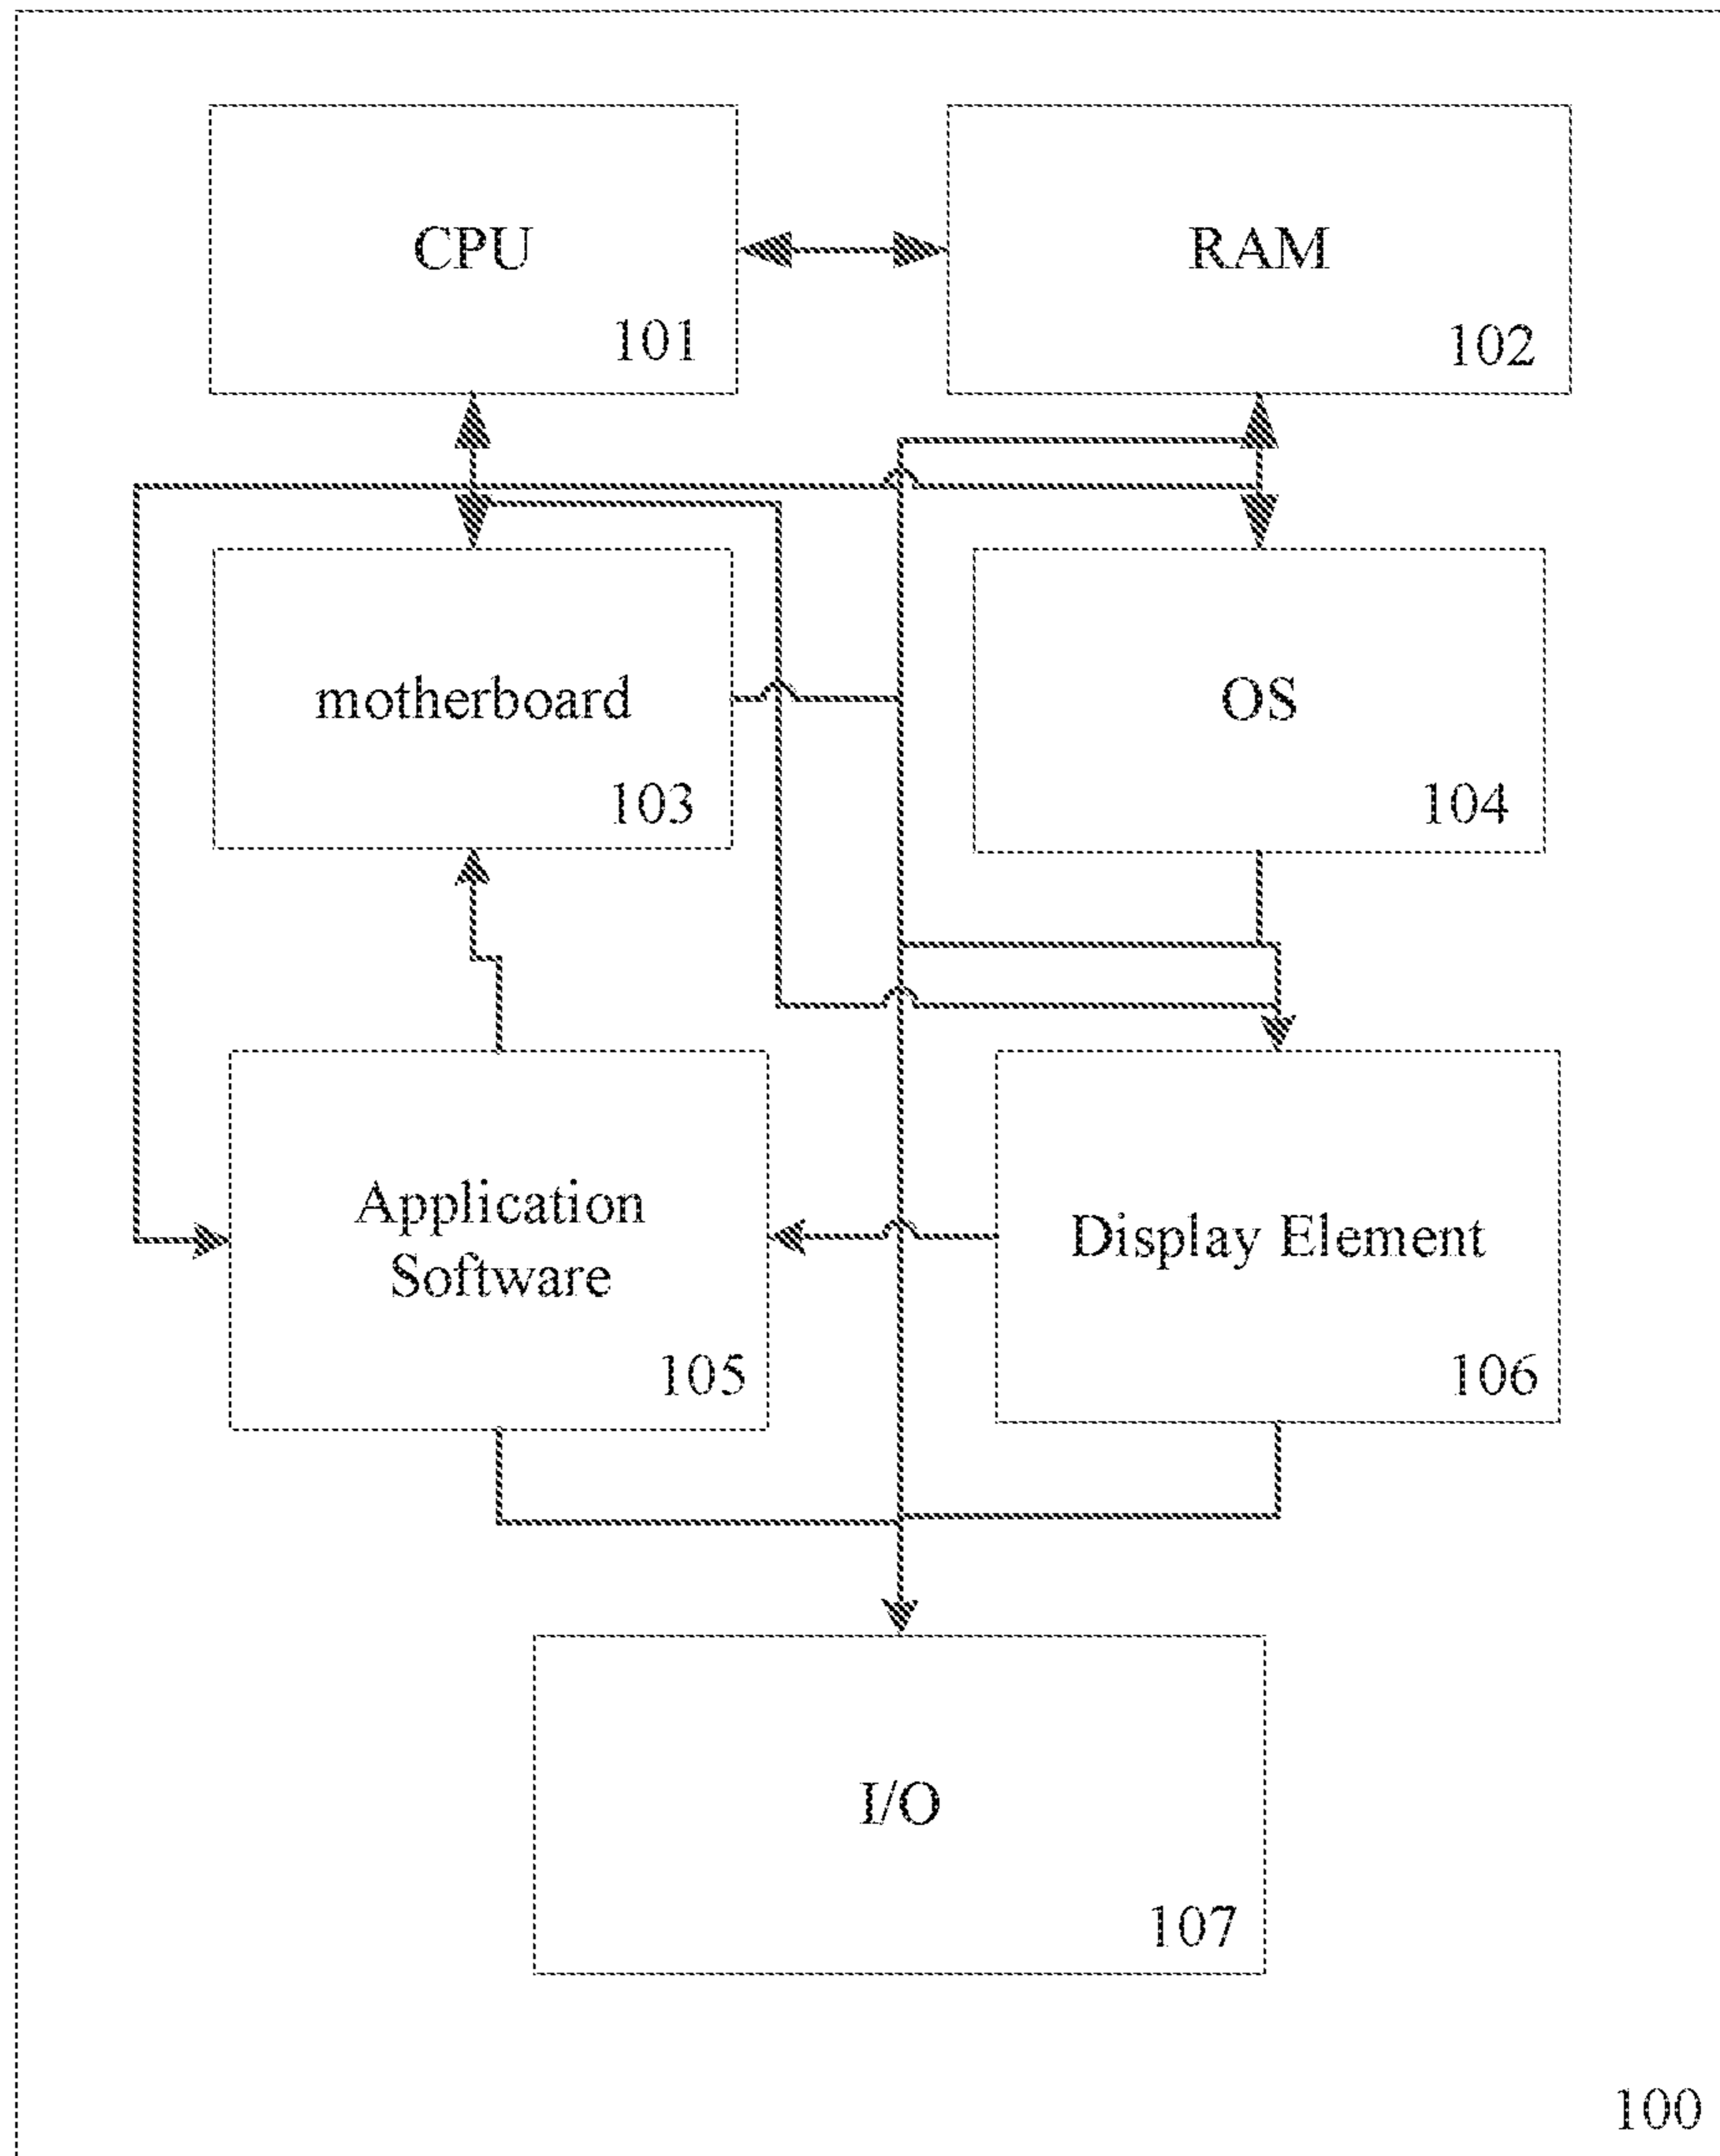 CPU
101
RAM
102
motherboard
103
OS
104
Application
Software
105
Display Element
106
I/O
107
100